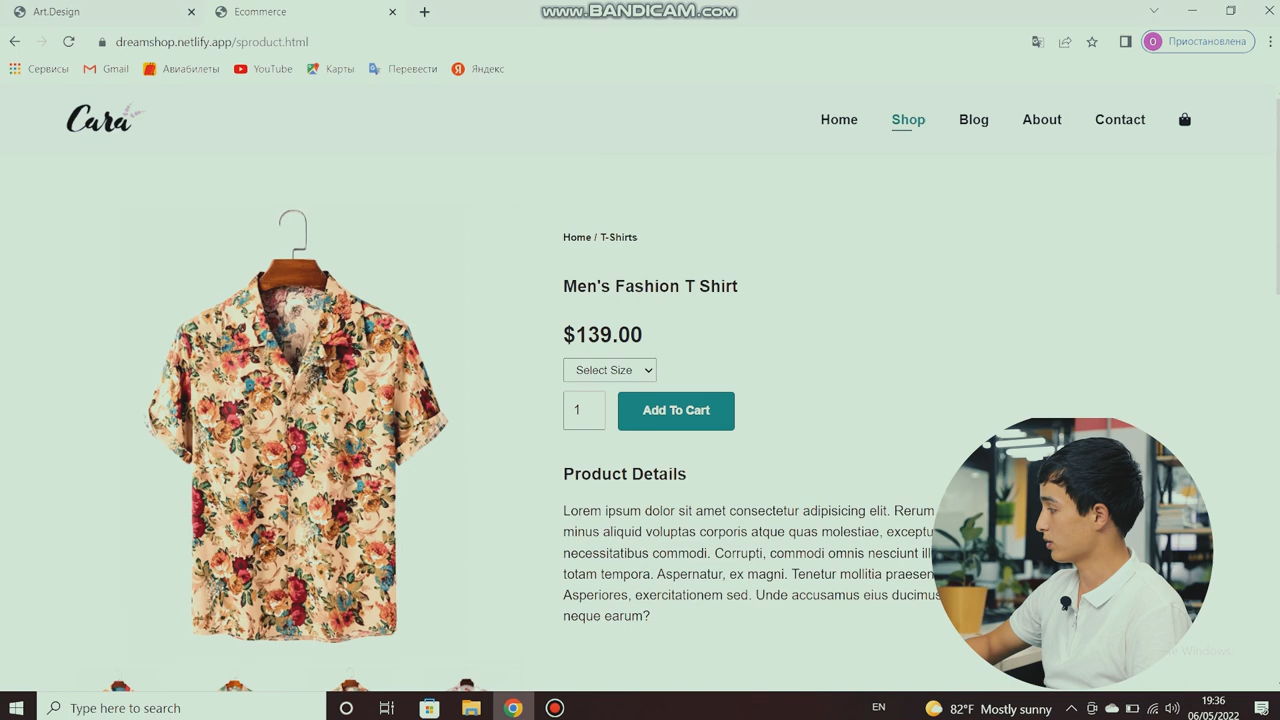 Art.Design
Ecommerce
WWW.BANDICAM.COM
dreamshop.netlify.app/sproduct.html
O
Приостановлена
Сервисы
Gmail
Авиабилеты
YouTube
Карты
Перевести
Я
Яндекс
Cara
Home
Shop
Blog
About
Contact
Home / T-Shirts
Men's Fashion T Shirt
$139.00
Select Size
1
Add To Cart
Product Details
Lorem ipsum dolor sit amet consectetur adipisicing elit. Rerum
minus aliquid voluptas corporis atque quas molestiae, exceptu
necessitatibus commodi. Corrupti, commodi omnis nesciunt ill
totam tempora. Aspernatur, ex magni. Tenetur mollitia praesen
Asperiores, exercitationem sed. Unde accusamus eius ducimus
neque earum?
Windows
Type here to search
EN
82°F Mostly sunny
19:36
06/05/2022